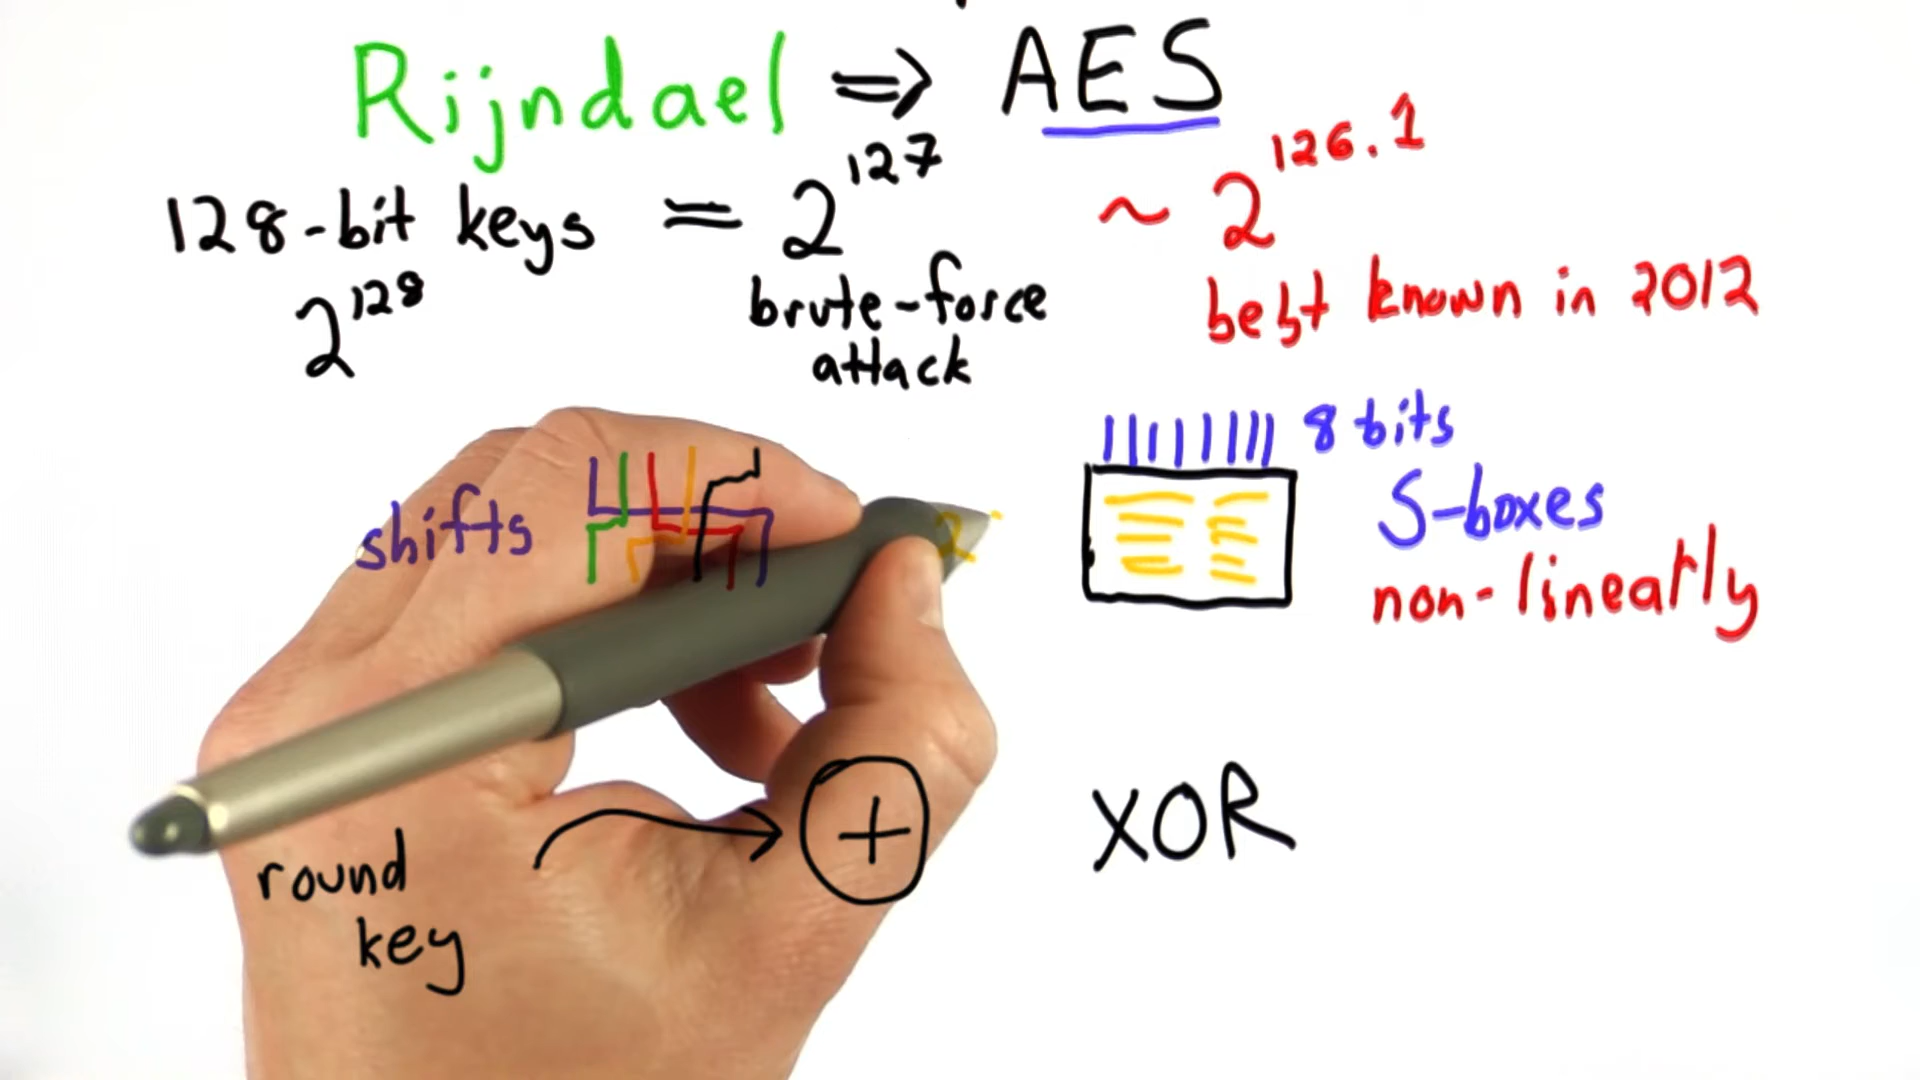 Rijndael ⇒ AES
128-bit keys = 2^127 ~ 2^126.1
2^128
brute-force
attack
best known in 2012
8 bits
shifts
S-boxes
non-linearly
2
round
key
+
XOR